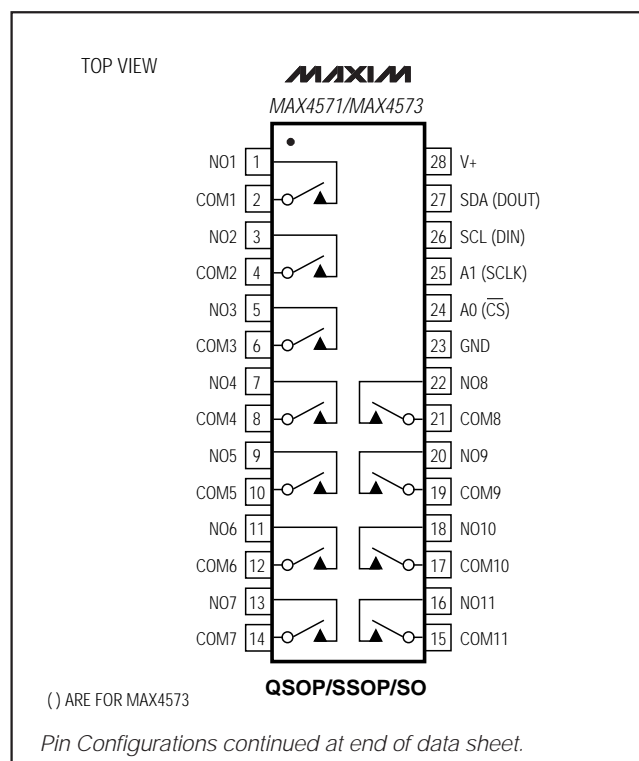 TOP VIEW
MAXIM
MAX4571/MAX4573
NO1 1
COM1 2
NO2 3
COM2 4
NO3 5
COM3 6
NO4 7
COM4 8
NO5 9
COM5 10
NO6 11
COM6 12
NO7 13
COM7 14
28 V+
27 SDA (DOUT)
26 SCL (DIN)
25 A1 (SCLK)
24 A0 (C̅S̅)
23 GND
22 NO8
21 COM8
20 NO9
19 COM9
18 NO10
17 COM10
16 NO11
15 COM11
QSOP/SSOP/SO
( ) ARE FOR MAX4573
Pin Configurations continued at end of data sheet.